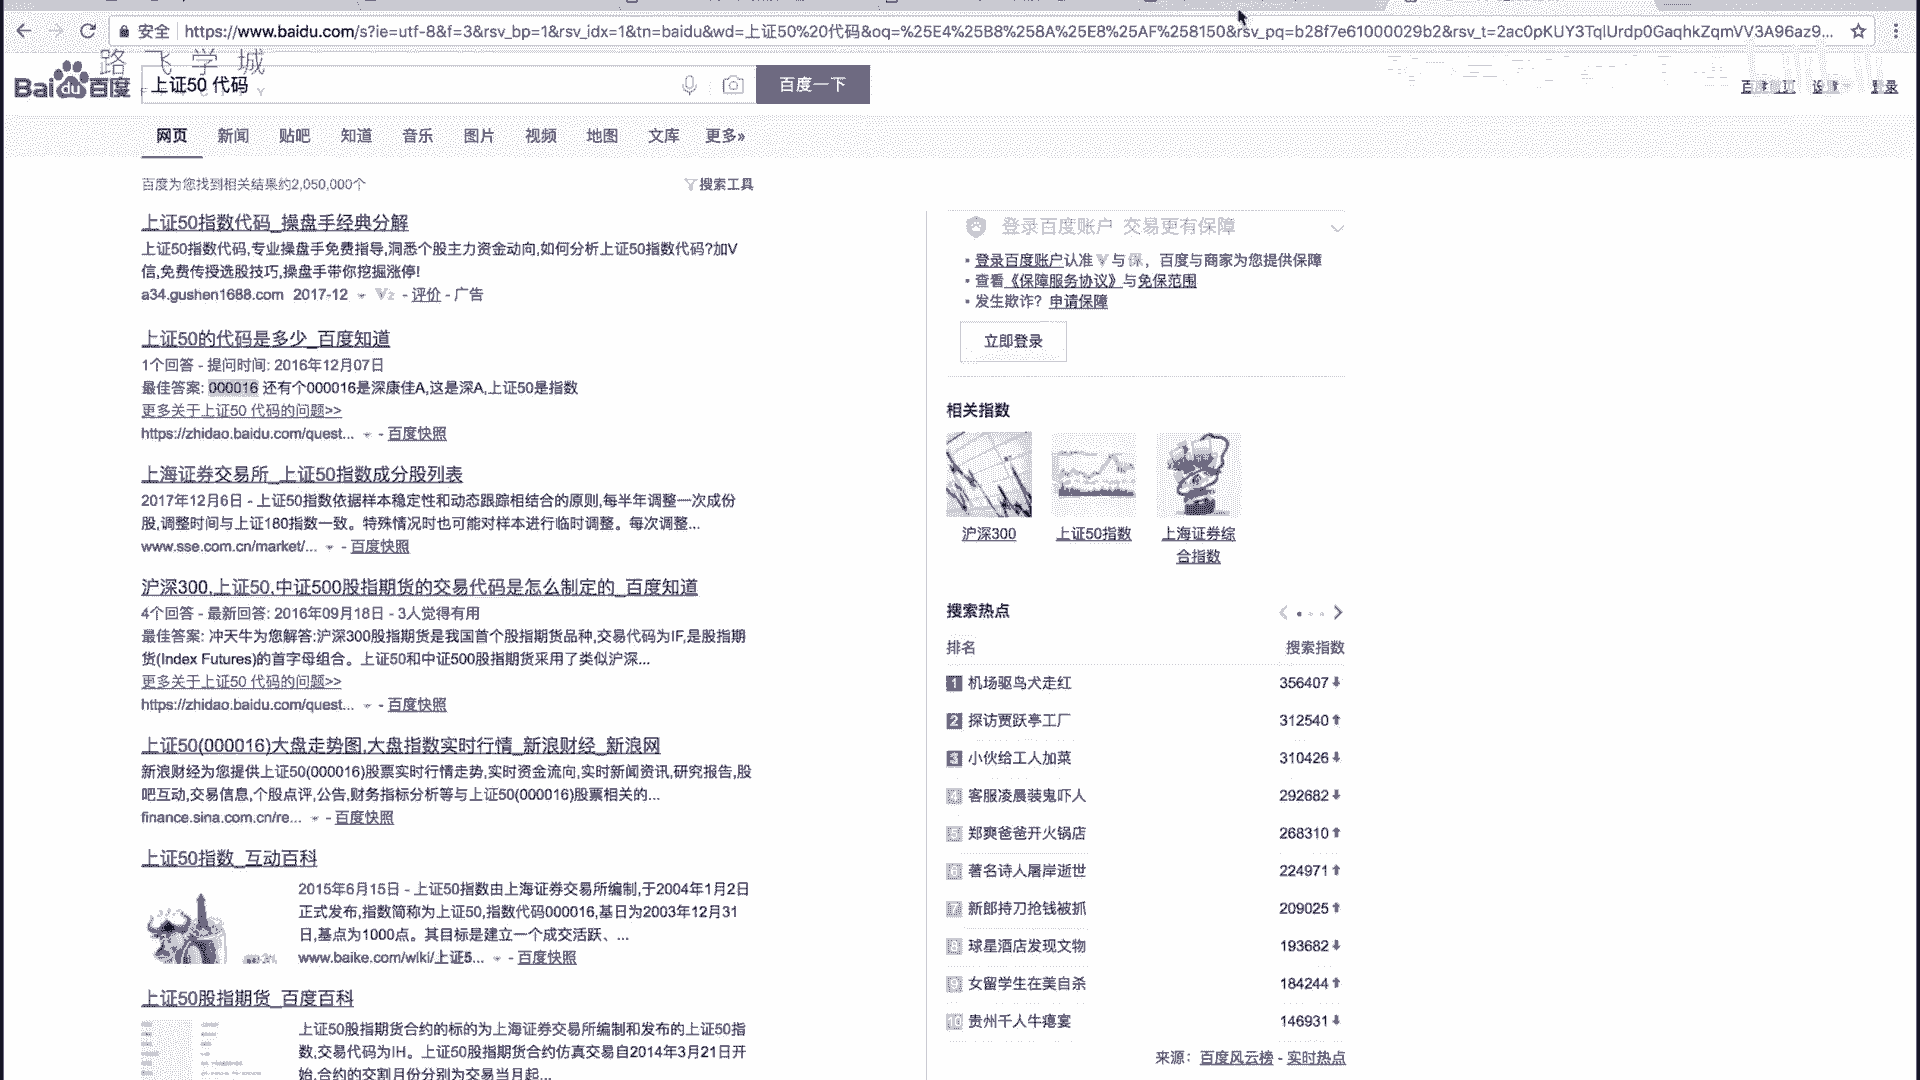 安全 https://www.baidu.com/s?ie=utf-8&f=3&rsv_bp=1&rsv_idx=1&tn=baidu&wd=上证50%20代码&oq=%25E4%25B8%258A%25E8%25AF%258150&rsv_pq=b28f7e61000029b2&rsv_t=2ac0pKUY3TqlUrdp0GaqhkZqmVV3A96az9...
路飞学城
Bai du 百度 上证50 代码 百度一下
登录
网页 新闻 贴吧 知道 音乐 图片 视频 地图 文库 更多»
百度为您找到相关结果约2,050,000个 搜索工具
上证50指数代码_操盘手经典分解
上证50指数代码,专业操盘手免费指导,洞悉个股主力资金动向,如何分析上证50指数代码?加V
信,免费传授选股技巧,操盘手带你挖掘涨停!
a34.gushen1688.com 2017-12 - 评价 - 广告
上证50的代码是多少_百度知道
1个回答 - 提问时间: 2016年12月07日
最佳答案: 000016 还有个000016是深康佳A,这是深A,上证50是指数
更多关于上证50 代码的问题>>
https://zhidao.baidu.com/quest... - 百度快照
上海证券交易所_上证50指数成分股列表
2017年12月6日 - 上证50指数依据样本稳定性和动态跟踪相结合的原则,每半年调整一次成份
股,调整时间与上证180指数一致。特殊情况时也可能对样本进行临时调整。每次调整...
www.sse.com.cn/market/... - 百度快照
沪深300,上证50,中证500股指期货的交易代码是怎么制定的_百度知道
4个回答 - 最新回答: 2016年09月18日 - 3人觉得有用
最佳答案: 冲天牛为您解答:沪深300股指期货是我国首个股指期货品种,交易代码为IF,是股指期
货(Index Futures)的首字母组合。上证50和中证500股指期货采用了类似沪深...
更多关于上证50 代码的问题>>
https://zhidao.baidu.com/quest... - 百度快照
上证50(000016)大盘走势图,大盘指数实时行情_新浪财经_新浪网
新浪财经为您提供上证50(000016)股票实时行情走势,实时资金流向,实时新闻资讯,研究报告,股
吧互动,交易信息,个股点评,公告,财务指标分析等与上证50(000016)股票相关的...
finance.sina.com.cn/re... - 百度快照
上证50指数_互动百科
2015年6月15日 - 上证50指数由上海证券交易所编制,于2004年1月2日
正式发布,指数简称为上证50,指数代码000016,基日为2003年12月31
日,基点为1000点。其目标是建立一个成交活跃、...
www.baike.com/wiki/上证5... - 百度快照
上证50股指期货_百度百科
上证50股指期货合约的标的为上海证券交易所编制和发布的上证50指
数,交易代码为IH。上证50股指期货合约仿真交易自2014年3月21日开
始,合约的交割月份分别为交易当月起...
登录百度账户 交易更有保障
登录百度账户认准V与保，百度与商家为您提供保障
查看《保障服务协议》与免保范围
发生欺诈？申请保障
立即登录
相关指数
沪深300 上证50指数 上海证券综
合指数
搜索热点
排名 搜索指数
1 机场驱鸟犬走红 356407
2 探访贾跃亭工厂 312540
3 小伙给工人加菜 310426
4 客服凌晨装鬼吓人 292682
5 郑爽爸爸开火锅店 268310
6 著名诗人屠岸逝世 224971
7 新郎持刀抢钱被抓 209025
8 球星酒店发现文物 193682
9 女留学生在美自杀 184244
10 贵州千人牛瘪宴 146931
来源：百度风云榜 - 实时热点